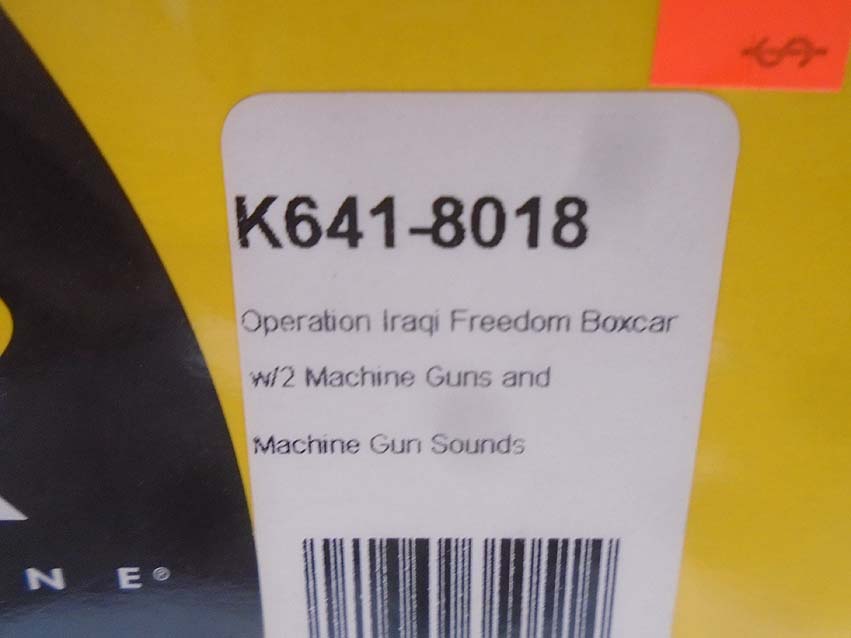 $
K641-8018
Operation Iraqi Freedom Boxcar
w/2 Machine Guns and
Machine Gun Sounds
N E®